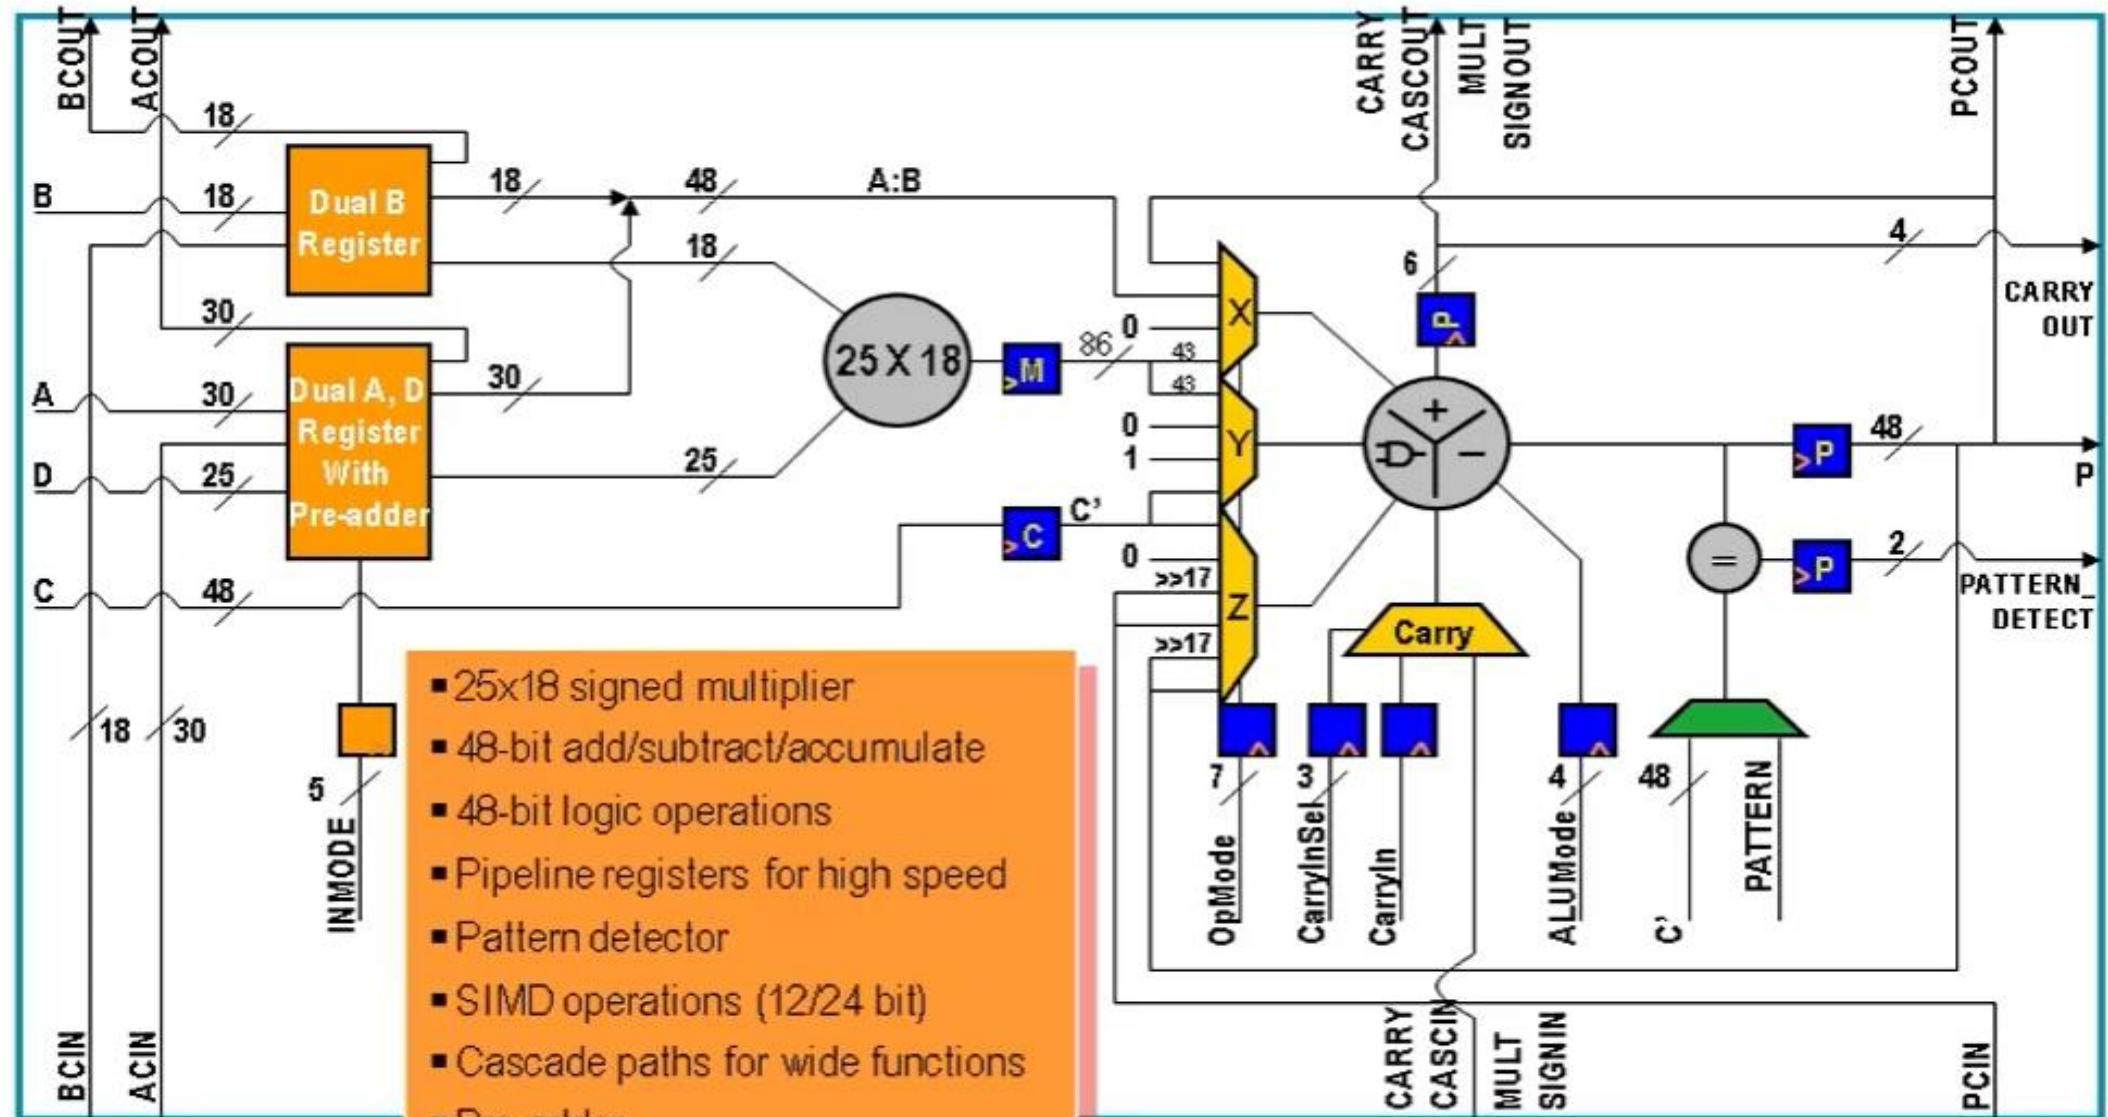 BCOUT
ACOUT
CARRY
CASCOUT
MULT
SIGNOUT
PCOUT
18
B
18
Dual B
Register
18
48
A:B
18
4
6
CARRY
OUT
P
X
0
30
A
30
Dual A, D
Register
With
Pre-adder
30
25 X 18
M
86
43
43
0
1
Y
+
−
P
48
P
D
25
25
C
C'
0
>>17
>>17
Z
=
P
2
PATTERN_
DETECT
C
48
Carry
18
30
5
INMODE
7
OpMode
3
CarryInSel
CarryIn
4
ALUMode
48
C'
PATTERN
▪25x18 signed multiplier
▪48-bit add/subtract/accumulate
▪48-bit logic operations
▪Pipeline registers for high speed
▪Pattern detector
▪SIMD operations (12/24 bit)
▪Cascade paths for wide functions
▪Pre-adder
BCIN
ACIN
CARRY
CASCIN
MULT
SIGNIN
PCIN